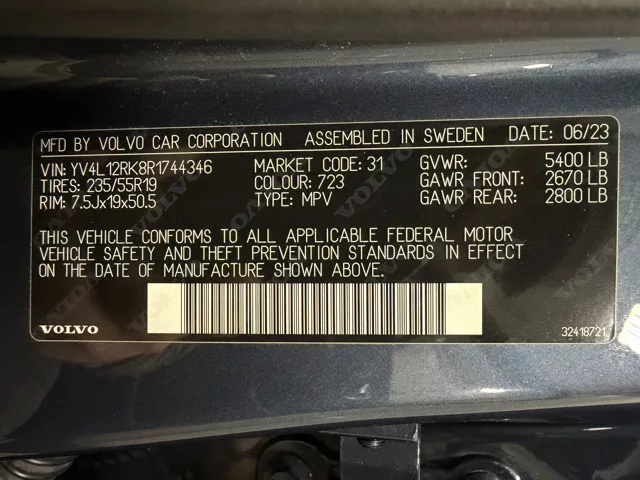 MFD BY VOLVO CAR CORPORATION ASSEMBLED IN SWEDEN DATE: 06/23
VIN: YV4L12RK8R1744346 MARKET CODE: 31 GVWR: 5400 LB
TIRES: 235/55R19 COLOUR: 723 GAWR FRONT: 2670 LB
RIM: 7.5Jx19x50.5 TYPE: MPV GAWR REAR: 2800 LB
THIS VEHICLE CONFORMS TO ALL APPLICABLE FEDERAL MOTOR
VEHICLE SAFETY AND THEFT PREVENTION STANDARDS IN EFFECT
ON THE DATE OF MANUFACTURE SHOWN ABOVE.
VOLVO 32418721